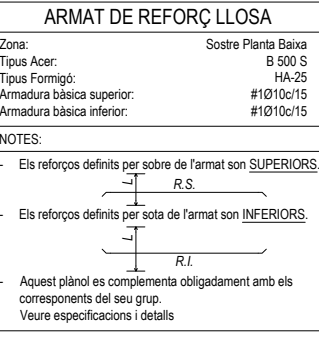 ARMAT DE REFORÇ LLOSA
Zona: Sostre Planta Baixa
Tipus Acer: B 500 S
Tipus Formigó: HA-25
Armadura bàsica superior: #1Ø10c/15
Armadura bàsica inferior: #1Ø10c/15
NOTES:
- Els reforços definits per sobre de l'armat son SUPERIORS.
L R.S.
- Els reforços definits per sota de l'armat son INFERIORS.
L
R.I.
- Aquest plànol es complementa obligadament amb els
corresponents del seu grup.
Veure especificacions i detalls